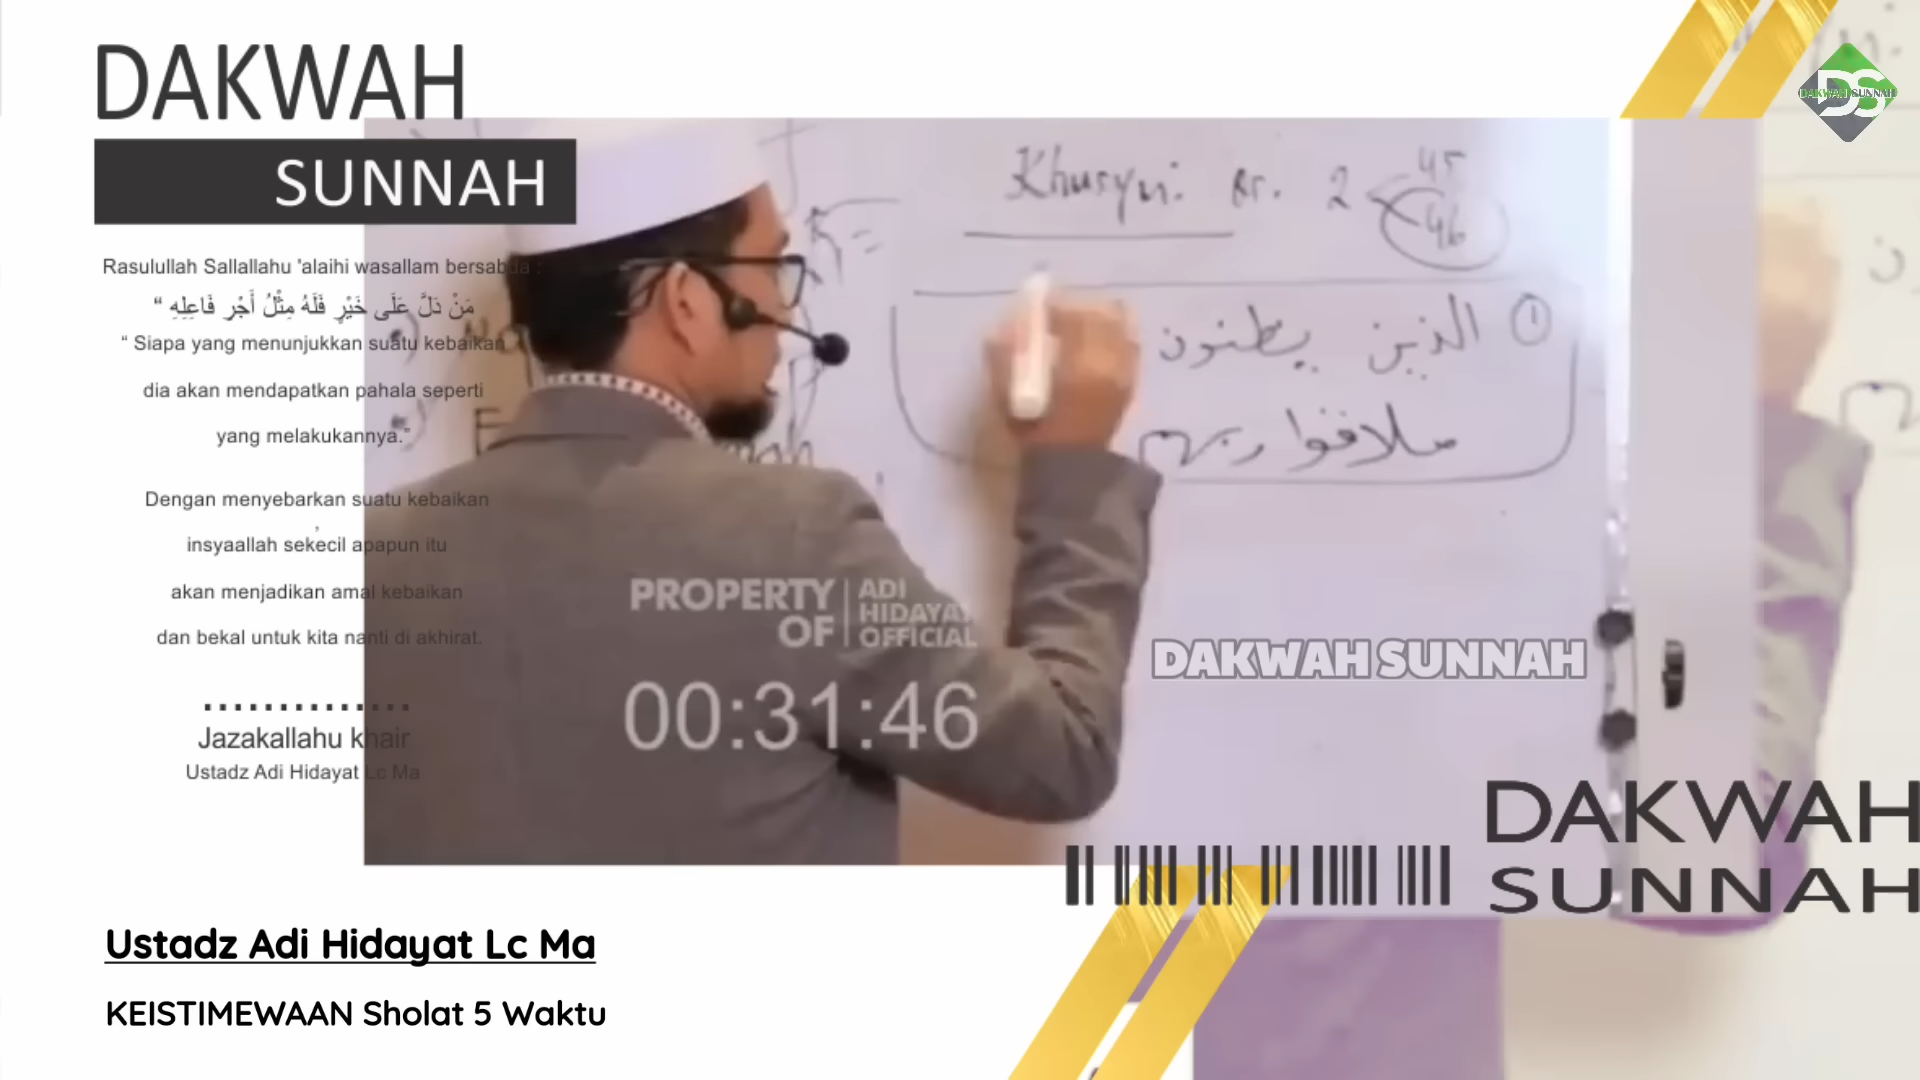 DAKWAH
SUNNAH
Rasulullah Sallallahu 'alaihi wasallam bersabda :
مَنْ دَلَّ عَلَى خَيْرٍ فَلَهُ مِثْلُ أَجْرِ فَاعِلِهِ “
“ Siapa yang menunjukkan suatu kebaikan
dia akan mendapatkan pahala seperti
yang melakukannya.”
Dengan menyebarkan suatu kebaikan
insyaallah sekecil apapun itu
akan menjadikan amal kebaikan
dan bekal untuk kita nanti di akhirat.
..............
Jazakallahu khair
Ustadz Adi Hidayat Lc Ma
Khusyu: Qs. 2 45
46
① الذين يظنون
ملاقوا ربهم
PROPERTY OF ADI HIDAYAT OFFICIAL
00:31:46
DAKWAH SUNNAH
DAKWAH
SUNNAH
DS
DAKWAH SUNNAH
Ustadz Adi Hidayat Lc Ma
KEISTIMEWAAN Sholat 5 Waktu